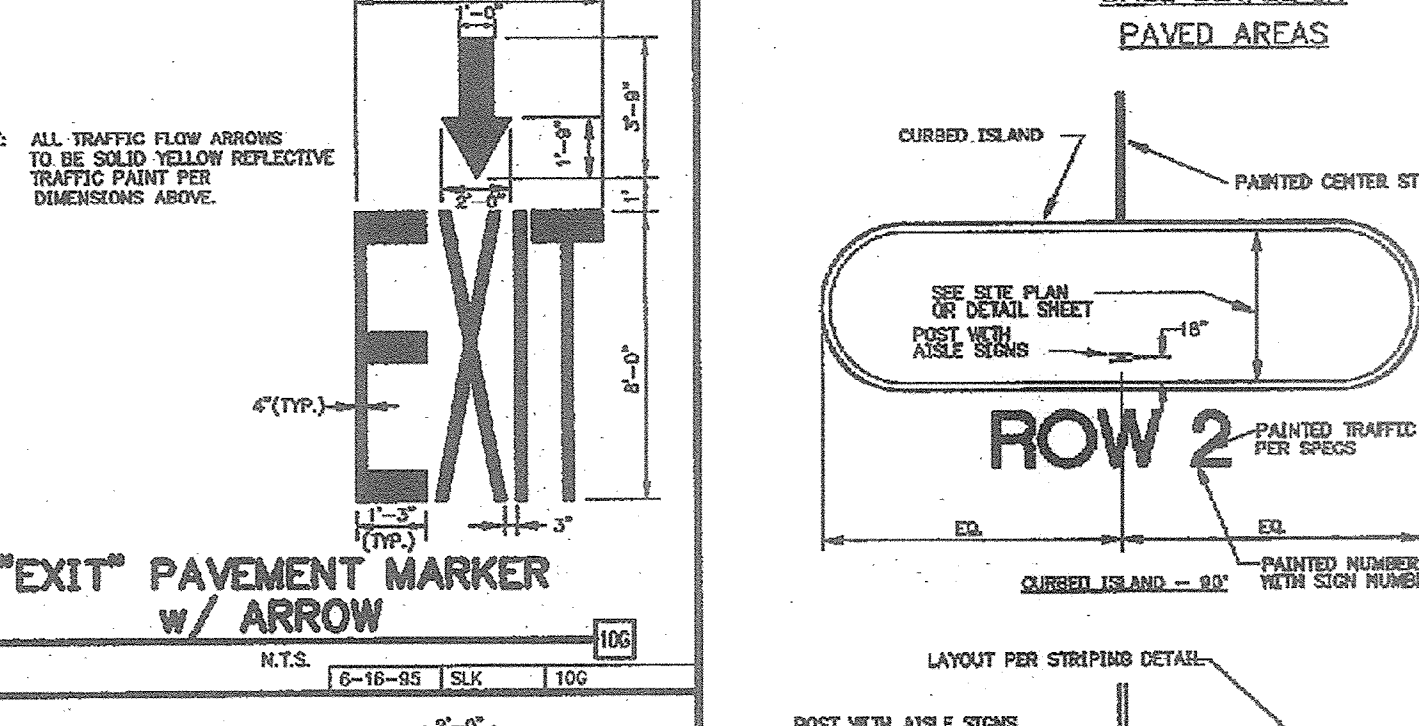 1'-0"
3'-9"
1'-9"
ALL TRAFFIC FLOW ARROWS
TO BE SOLID YELLOW REFLECTIVE
TRAFFIC PAINT PER
DIMENSIONS ABOVE.
2'-0"
1'
EXIT
8'-0"
4"(TYP.)
1'-3"
(TYP.)
3"
"EXIT" PAVEMENT MARKER
w/ ARROW
10G
N.T.S.
6-16-95 SLK 10G
PAVED AREAS
CURBED ISLAND
PAINTED CENTER ST
SEE SITE PLAN
OR DETAIL SHEET
POST WITH
AISLE SIGNS
18"
ROW 2
PAINTED TRAFFIC
PER SPECS
EQ.
EQ.
PAINTED NUMBER
WITH SIGN NUMBE
CURBED ISLAND - 90°
LAYOUT PER STRIPING DETAIL
POST WITH AISLE SIGNS